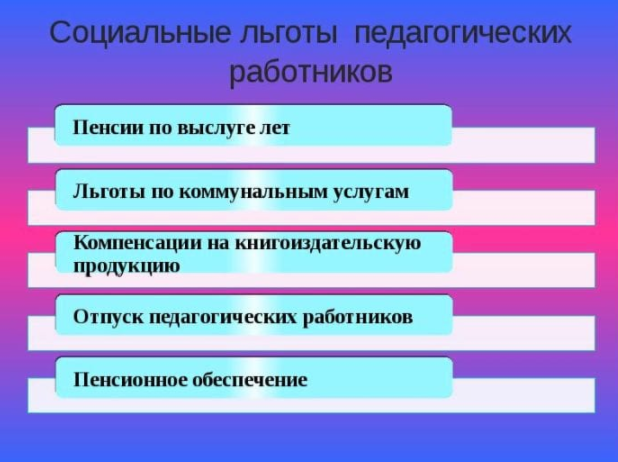 Социальные льготы педагогических
работников
Пенсии по выслуге лет
Льготы по коммунальным услугам
Компенсации на книгоиздательскую
продукцию
Отпуск педагогических работников
Пенсионное обеспечение